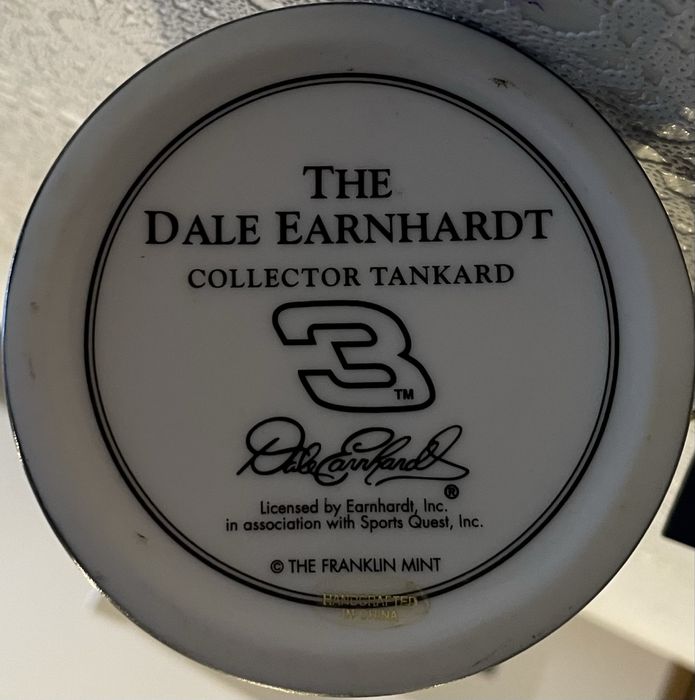 THE
DALE EARNHARDT
COLLECTOR TANKARD
3
TM
Dale Earnhardt
®
Licensed by Earnhardt, Inc.
in association with Sports Quest, Inc.
© THE FRANKLIN MINT
HANDCRAFTED
IN CHINA